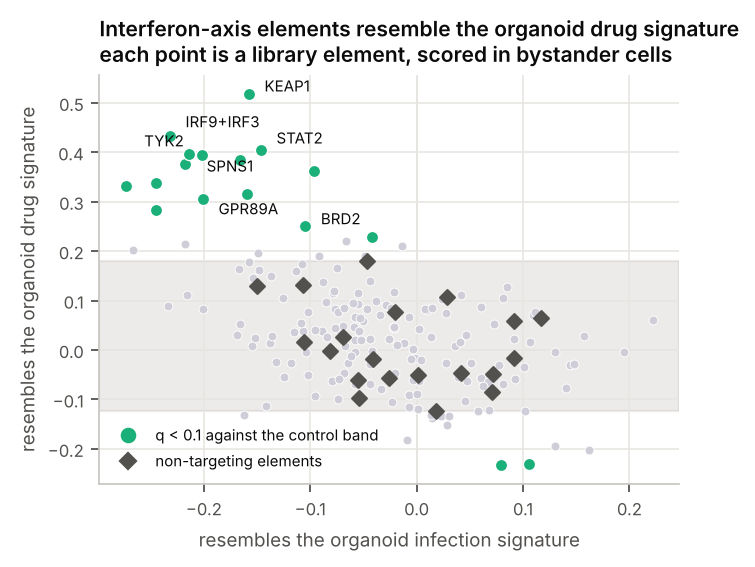 Interferon-axis elements resemble the organoid drug signature
each point is a library element, scored in bystander cells
resembles the organoid drug signature
0.5
0.4
0.3
0.2
0.1
0.0
−0.1
−0.2
KEAP1
IRF9+IRF3
TYK2
STAT2
SPNS1
GPR89A
BRD2
q < 0.1 against the control band
non-targeting elements
−0.2
−0.1
0.0
0.1
0.2
resembles the organoid infection signature